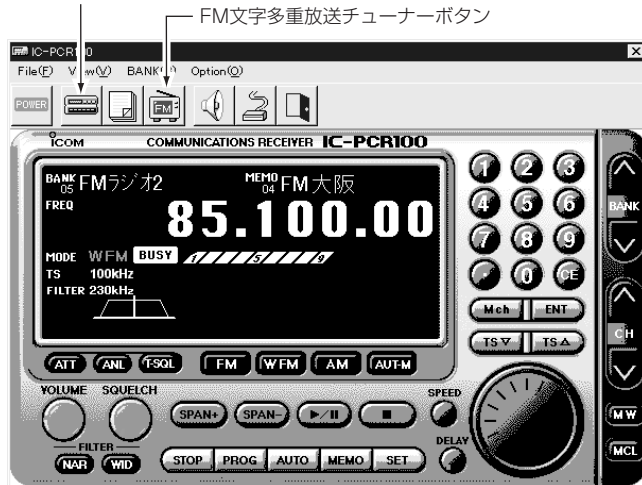 FM文字多重放送チューナーボタン
IC-PCR100
File(F) View(V) BANK(B) Option(O)
POWER FM
ICOM COMMUNICATIONS RECEIVER IC-PCR100
BANK 05 FMラジオ2 MEMO 04 FM大阪
FREQ 85.100.00
MODE WFM BUSY 1 5 9
TS 100kHz
FILTER 230kHz
1 2 3
4 5 6
7 8 9
. 0 CE
Mch ENT
TS▽ TS△
BANK
CH
MW
MCL
ATT ANL T-SQL FM WFM AM AUT-M
VOLUME SQUELCH
SPAN+ SPAN- ▶/II ■
SPEED
DELAY
FILTER
NAR WID
STOP PROG AUTO MEMO SET